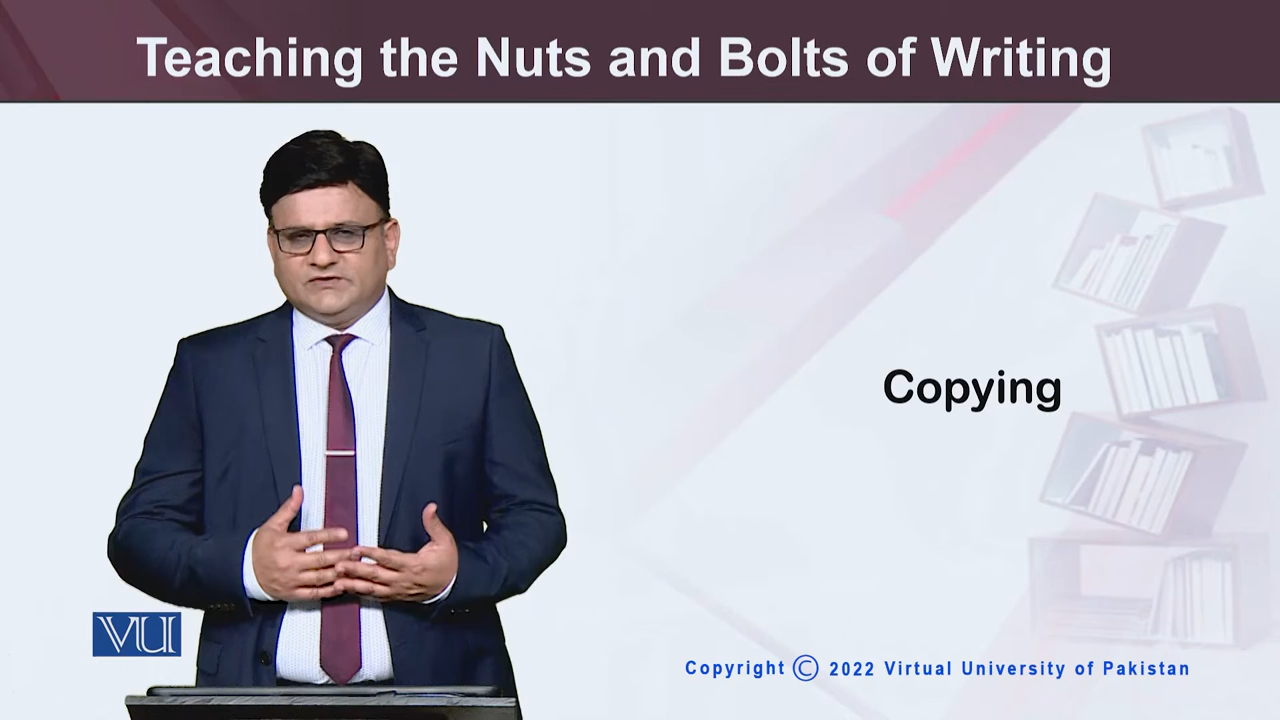 Teaching the Nuts and Bolts of Writing
Copying
VU
Copyright © 2022 Virtual University of Pakistan